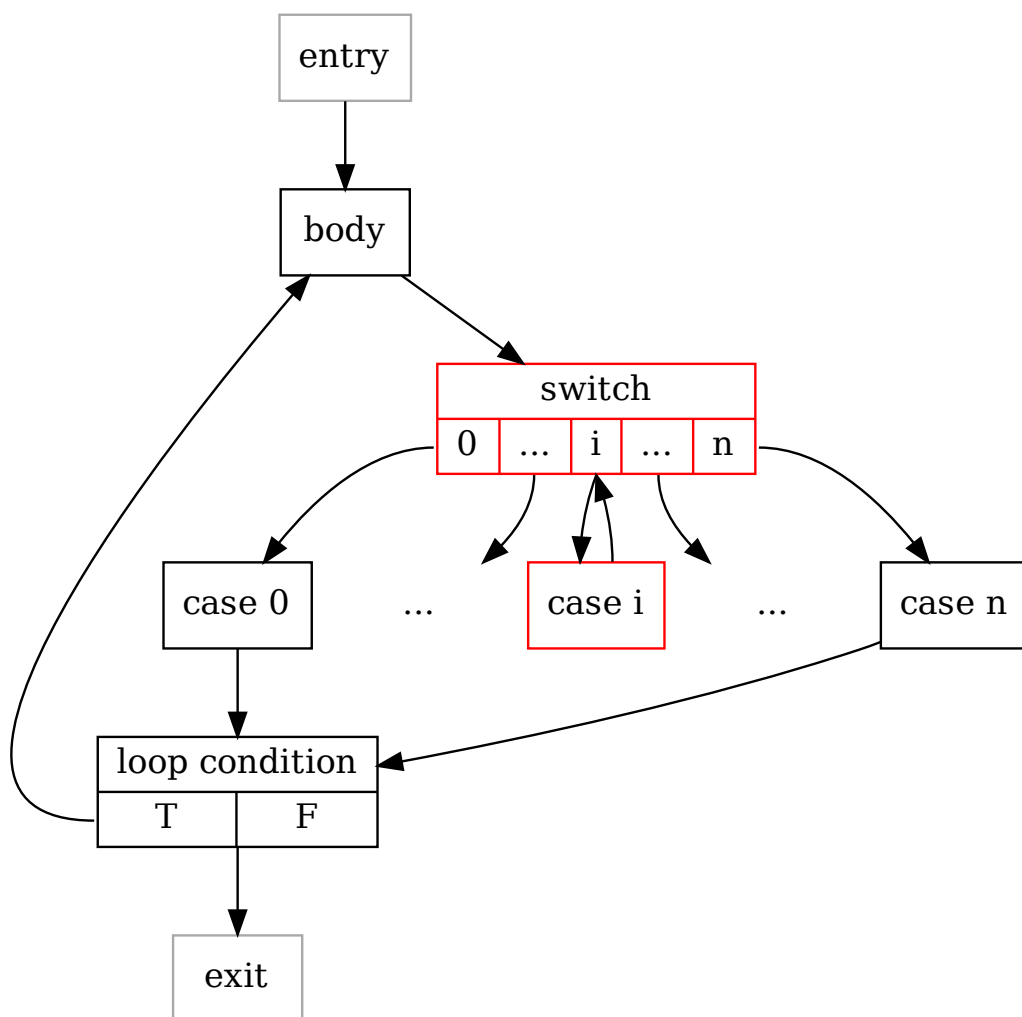 entry
body
switch
0 ... i ... n
case 0 ... case i ... case n
loop condition
T F
exit